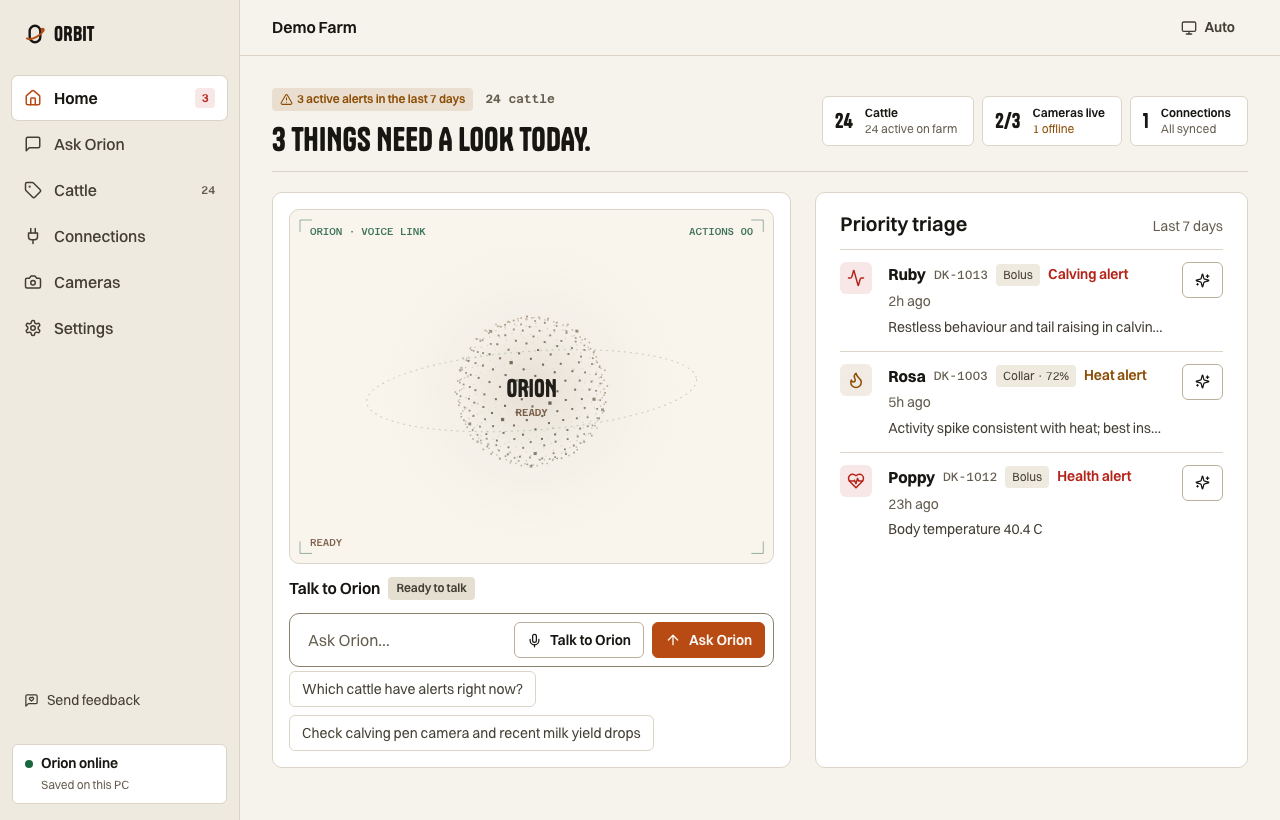 ORBIT
Home 3
Ask Orion
Cattle 24
Connections
Cameras
Settings
Send feedback
Orion online
Saved on this PC
Demo Farm
Auto
3 active alerts in the last 7 days 24 cattle
3 THINGS NEED A LOOK TODAY.
24 Cattle
24 active on farm
2/3 Cameras live
1 offline
1 Connections
All synced
ORION · VOICE LINK ACTIONS 00
ORION
READY
READY
Talk to Orion Ready to talk
Ask Orion... Talk to Orion Ask Orion
Which cattle have alerts right now?
Check calving pen camera and recent milk yield drops
Priority triage Last 7 days
Ruby DK-1013 Bolus Calving alert
2h ago
Restless behaviour and tail raising in calvin...
Rosa DK-1003 Collar · 72% Heat alert
5h ago
Activity spike consistent with heat; best ins...
Poppy DK-1012 Bolus Health alert
23h ago
Body temperature 40.4 C